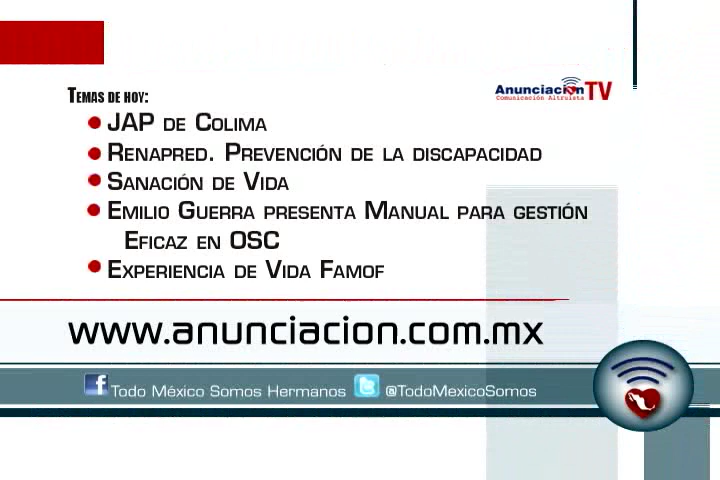 Temas de hoy:
Anunciacion TV
Comunicación Altruista
JAP de Colima
Renapred. Prevención de la discapacidad
Sanación de Vida
Emilio Guerra presenta Manual para gestión
Eficaz en OSC
Experiencia de Vida Famof
www.anunciacion.com.mx
Todo México Somos Hermanos @TodoMexicoSomos